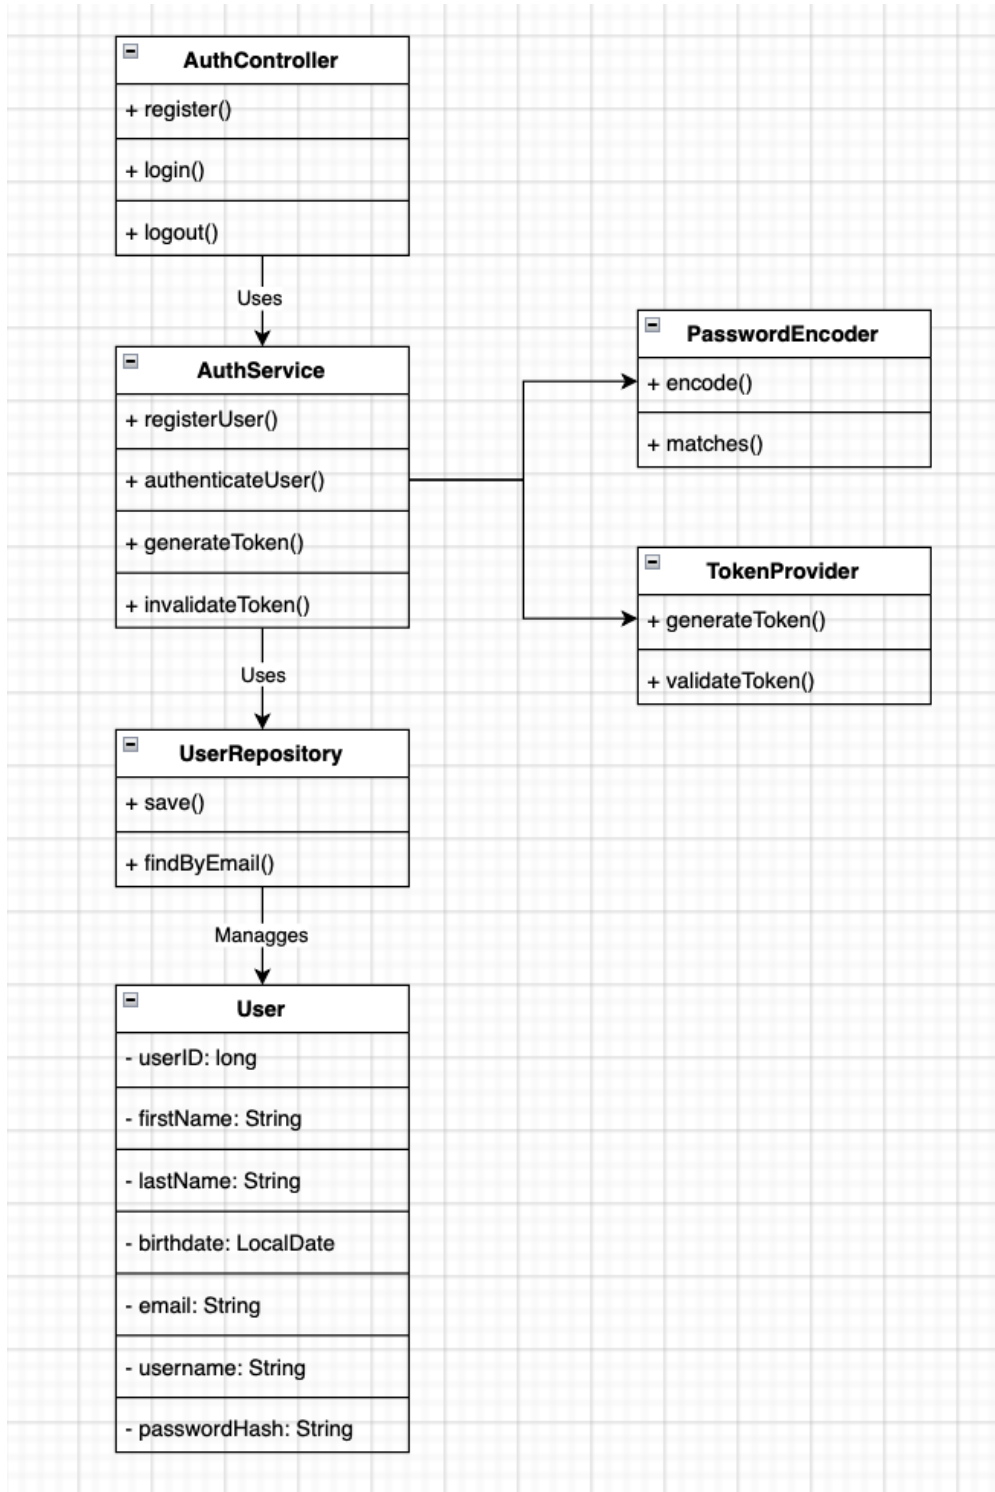 AuthController
+ register()
+ login()
+ logout()
Uses
AuthService
+ registerUser()
+ authenticateUser()
+ generateToken()
+ invalidateToken()
PasswordEncoder
+ encode()
+ matches()
TokenProvider
+ generateToken()
+ validateToken()
Uses
UserRepository
+ save()
+ findByEmail()
Managges
User
- userID: long
- firstName: String
- lastName: String
- birthdate: LocalDate
- email: String
- username: String
- passwordHash: String